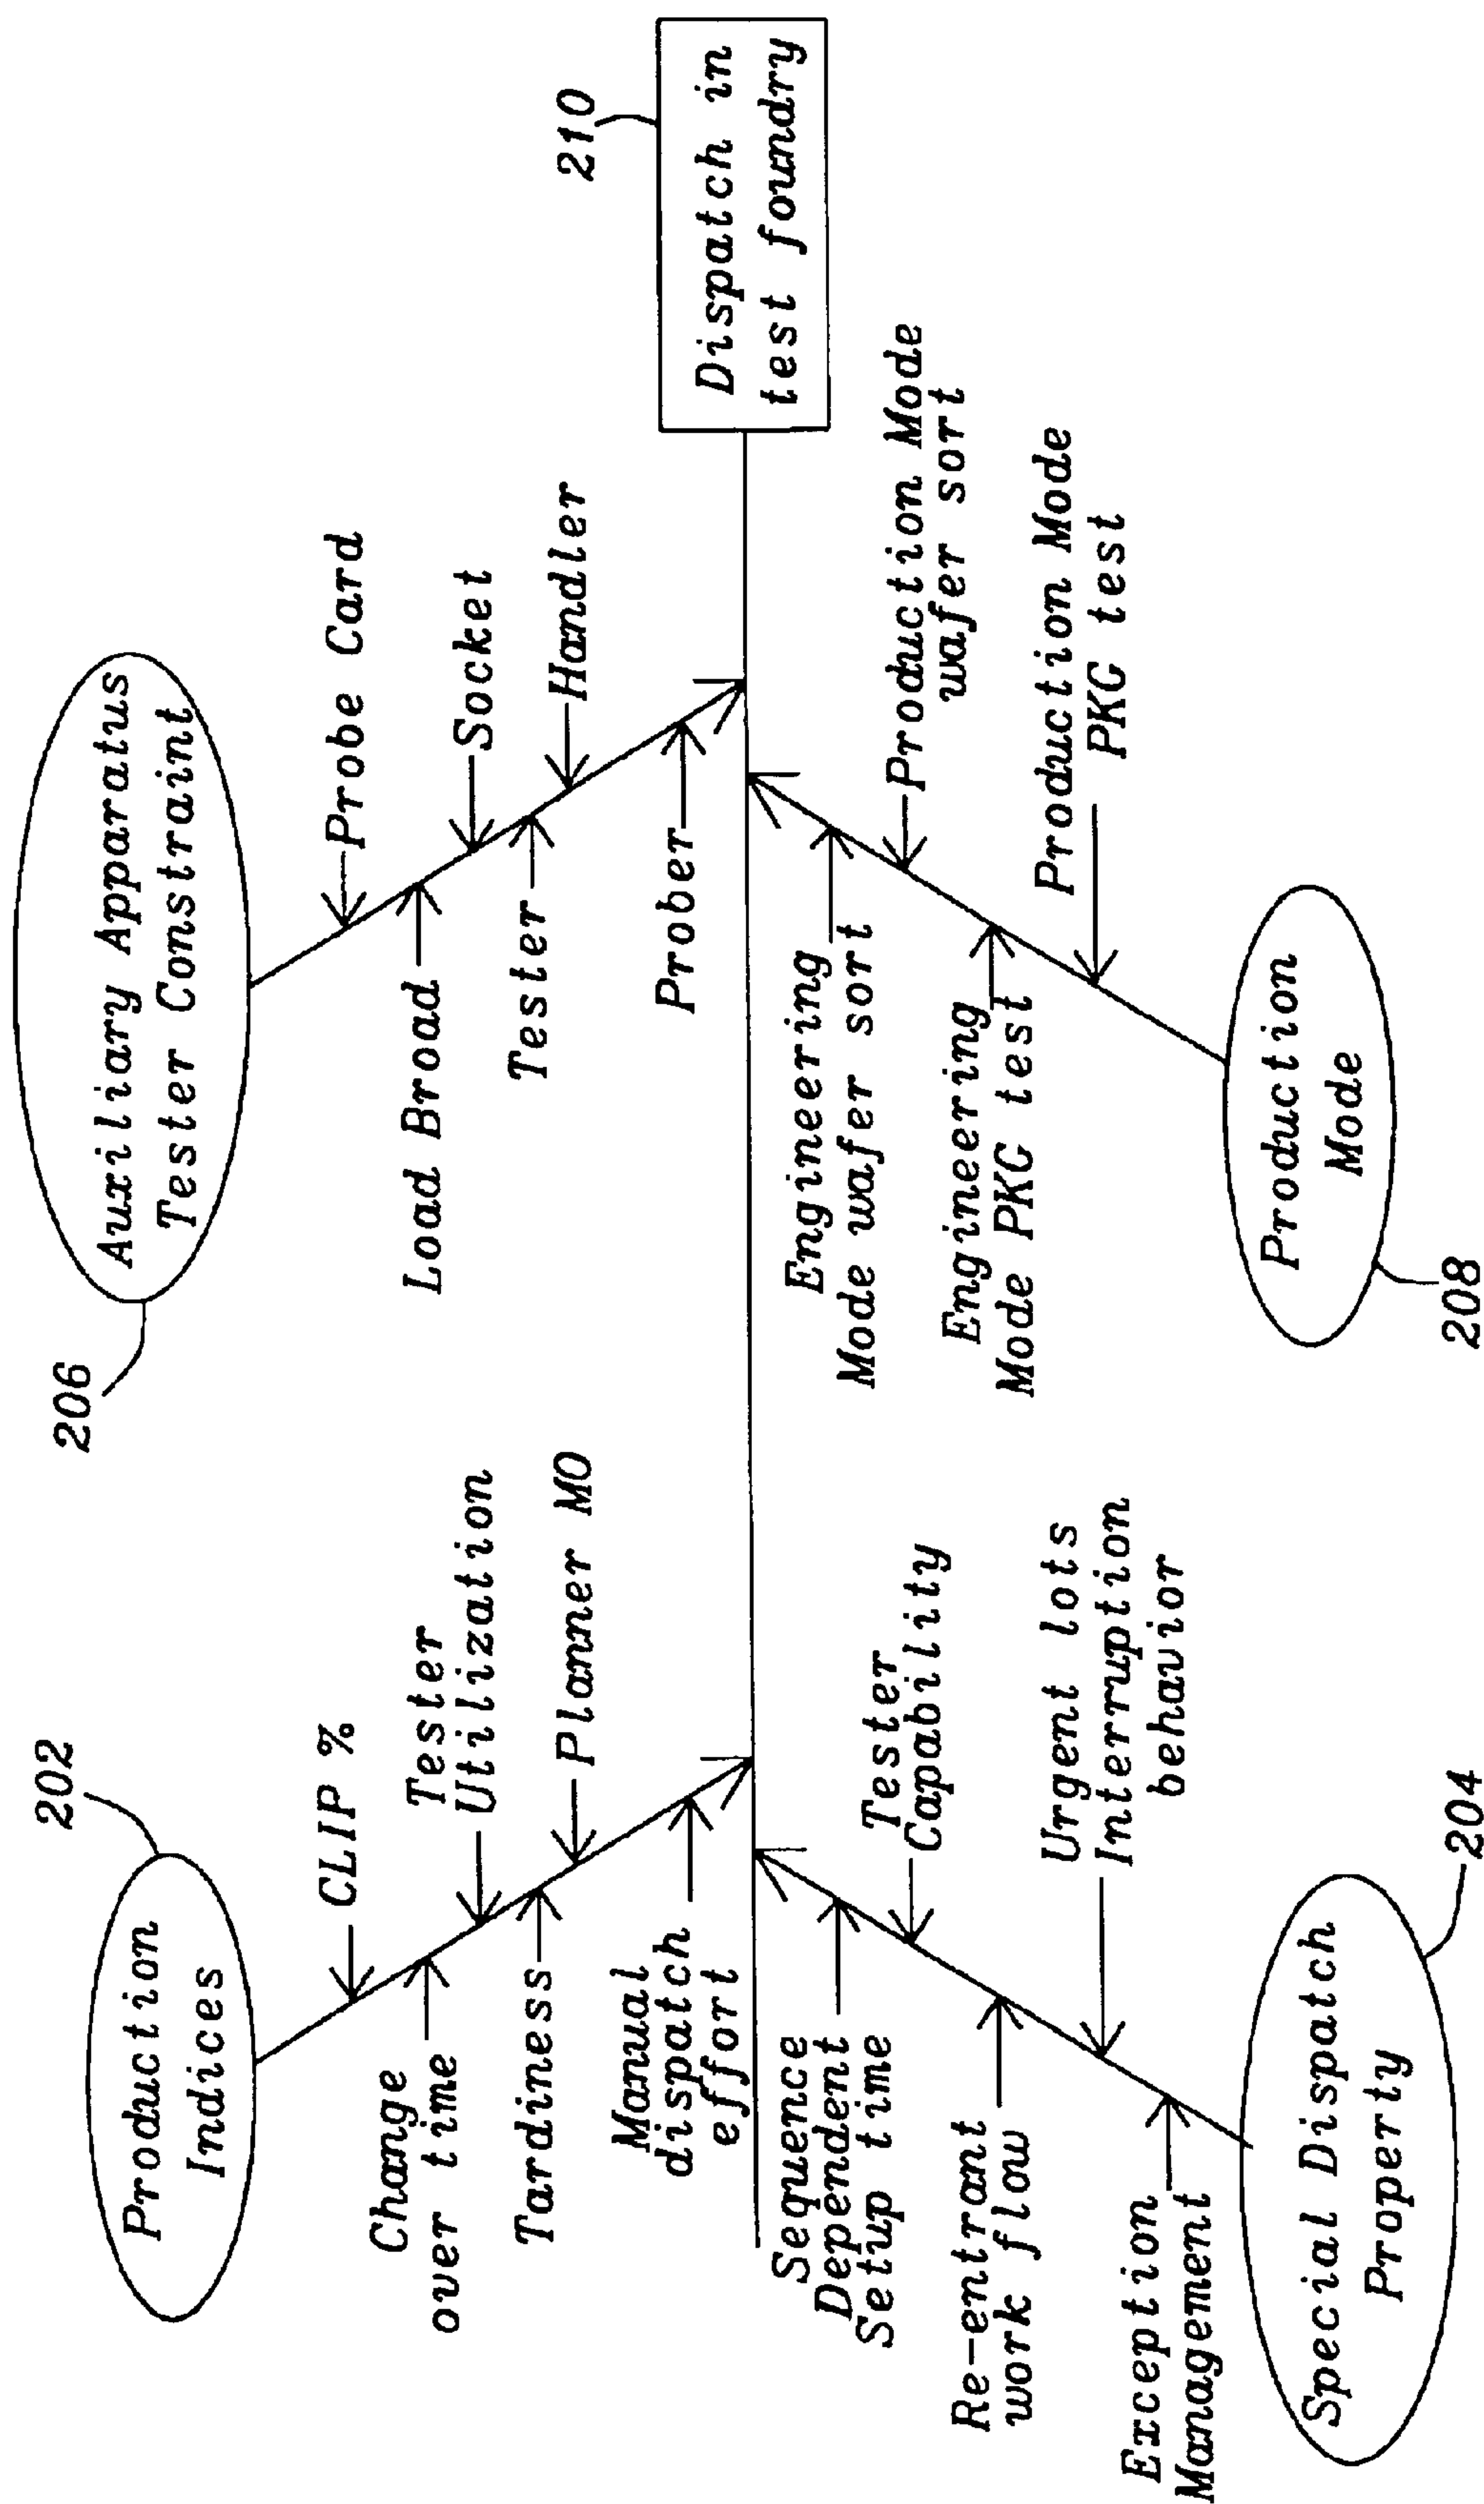 202
Production
Indices
CLIP %
Change
over time
Tester
Utilization
Tardiness
Planner MO
Manual
dispatch
effort
206
Auxiliary Apparatus
Tester Constraint
Probe Card
Load Broad
Socket
Tester
Handler
Prober
210
Dispatch in
test foundry
Sequence
Dependent
Setup time
Tester
Capability
Re-entrant
work flow
Urgent lots
Interruption
behavior
Exception
Management
Special Dispatch
Property
204
Engineering
Mode wafer sort
Production Mode
wafer sort
Engineering
Mode PKG test
Production Mode
PKG test
Production
Mode
208